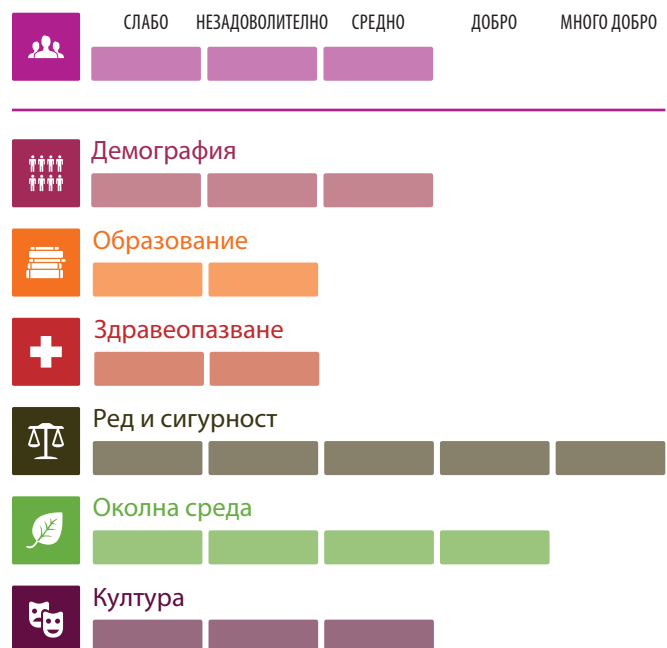 СЛАБО НЕЗАДОВОЛИТЕЛНО СРЕДНО ДОБРО МНОГО ДОБРО
Демография
Образование
Здравеопазване
Ред и сигурност
Околна среда
Култура